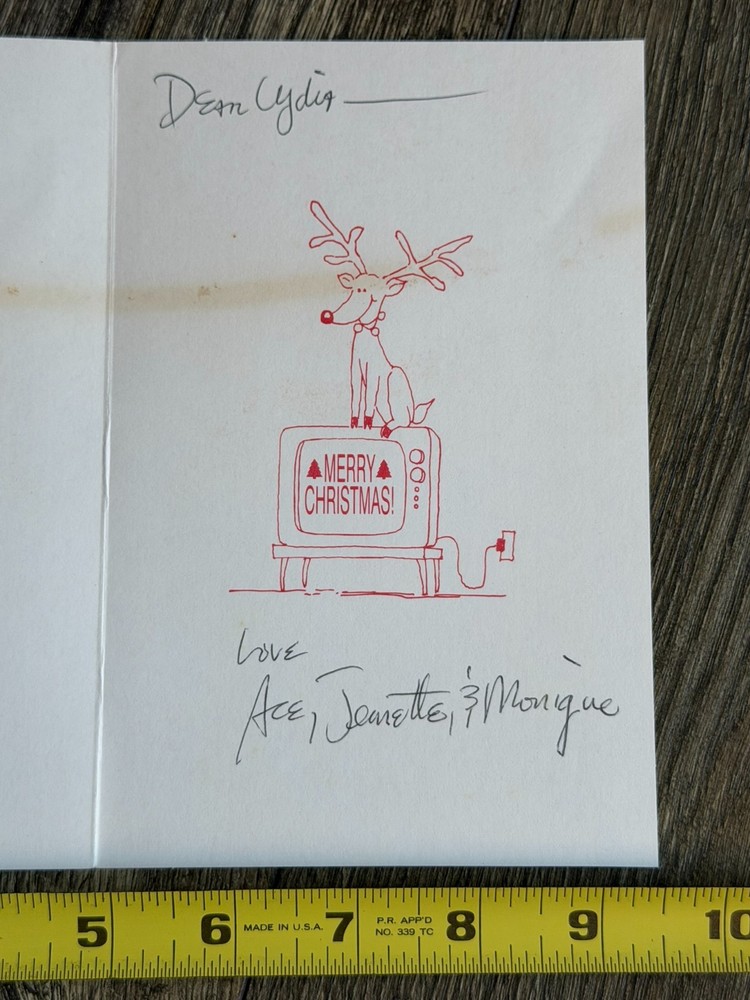 Dear Lydia
MERRY
CHRISTMAS!
Love
Ace, Jeanette, & Monique
5 6 MADE IN U.S.A. 7 P.R. APP'D 8 9 10
NO. 339 TC